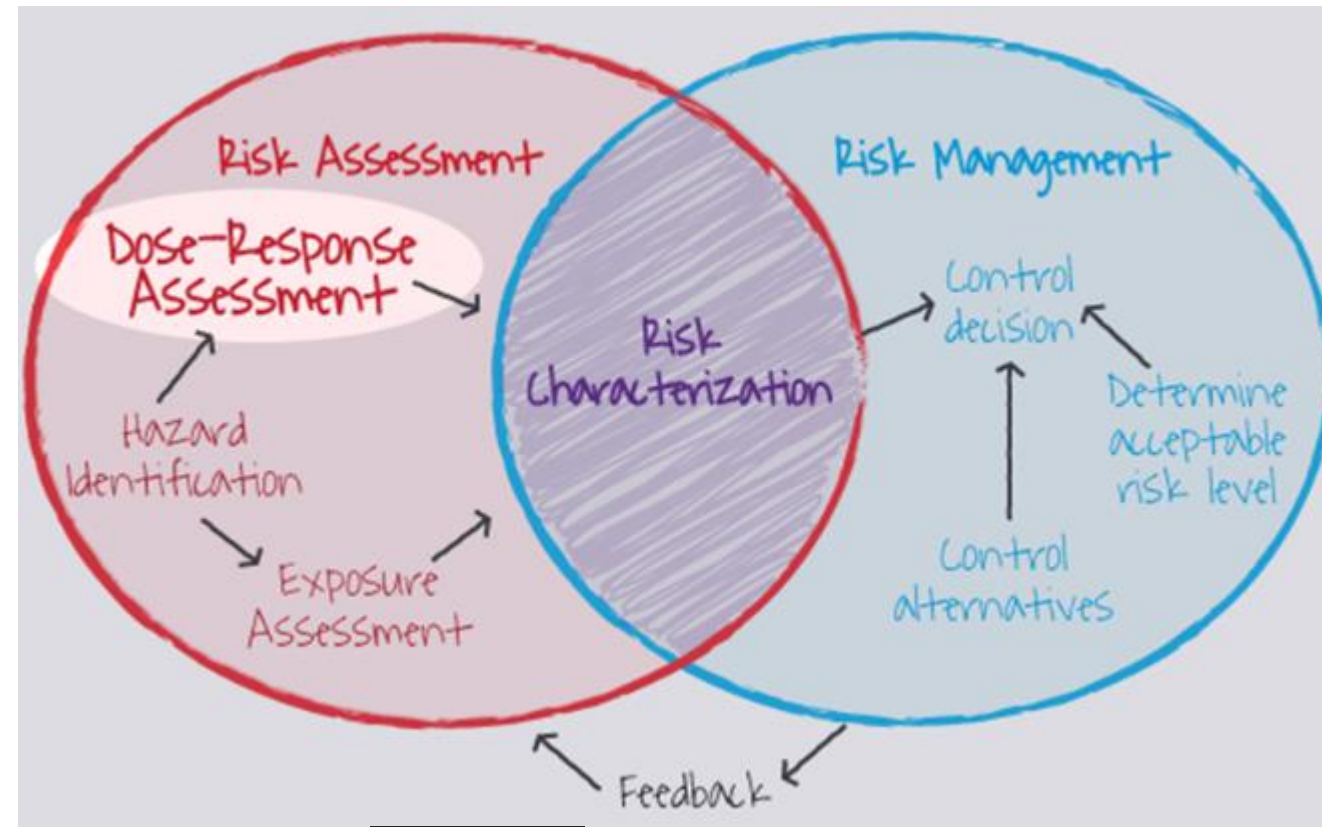 Risk Assessment
Dose-Response
Assessment
Hazard
Identification
Exposure
Assessment
Risk
Characterization
Risk Management
Control
decision
Determine
acceptable
risk level
Control
alternatives
Feedback